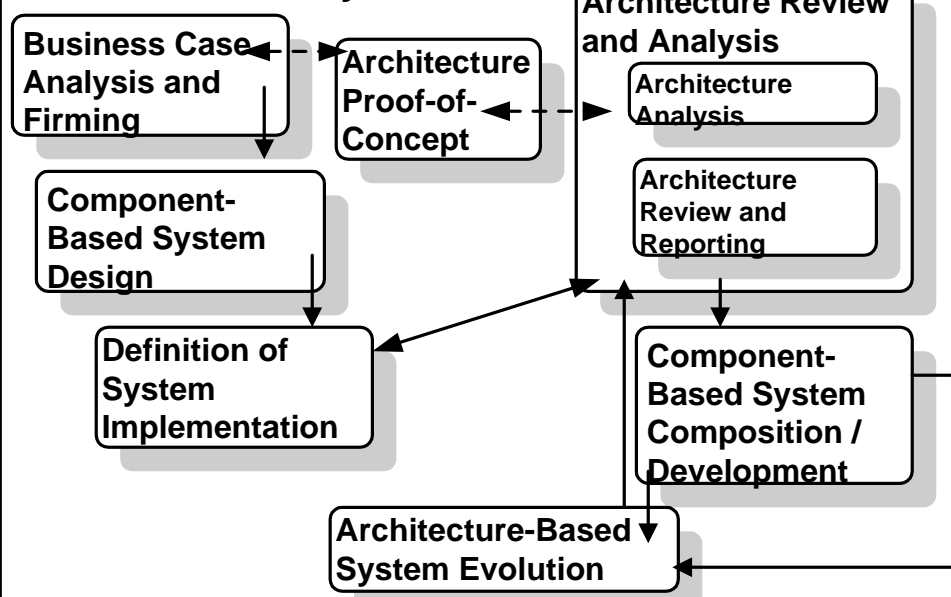 Business Case
Analysis and
Firming
Architecture
Proof-of-
Concept
Architecture Review
and Analysis
Architecture
Analysis
Architecture
Review and
Reporting
Component-
Based System
Design
Definition of
System
Implementation
Component-
Based System
Composition /
Development
Architecture-Based
System Evolution